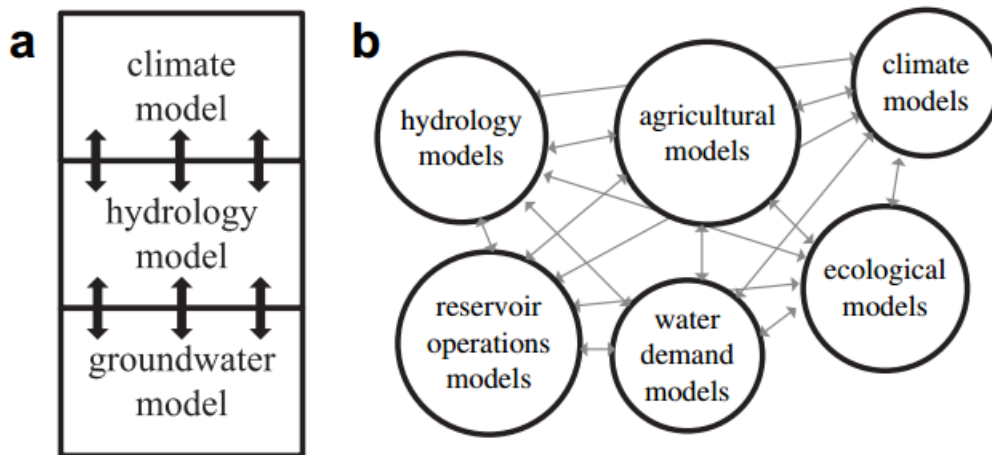 a
climate
model
hydrology
model
groundwater
model
b
hydrology
models
agricultural
models
climate
models
reservoir
operations
models
water
demand
models
ecological
models